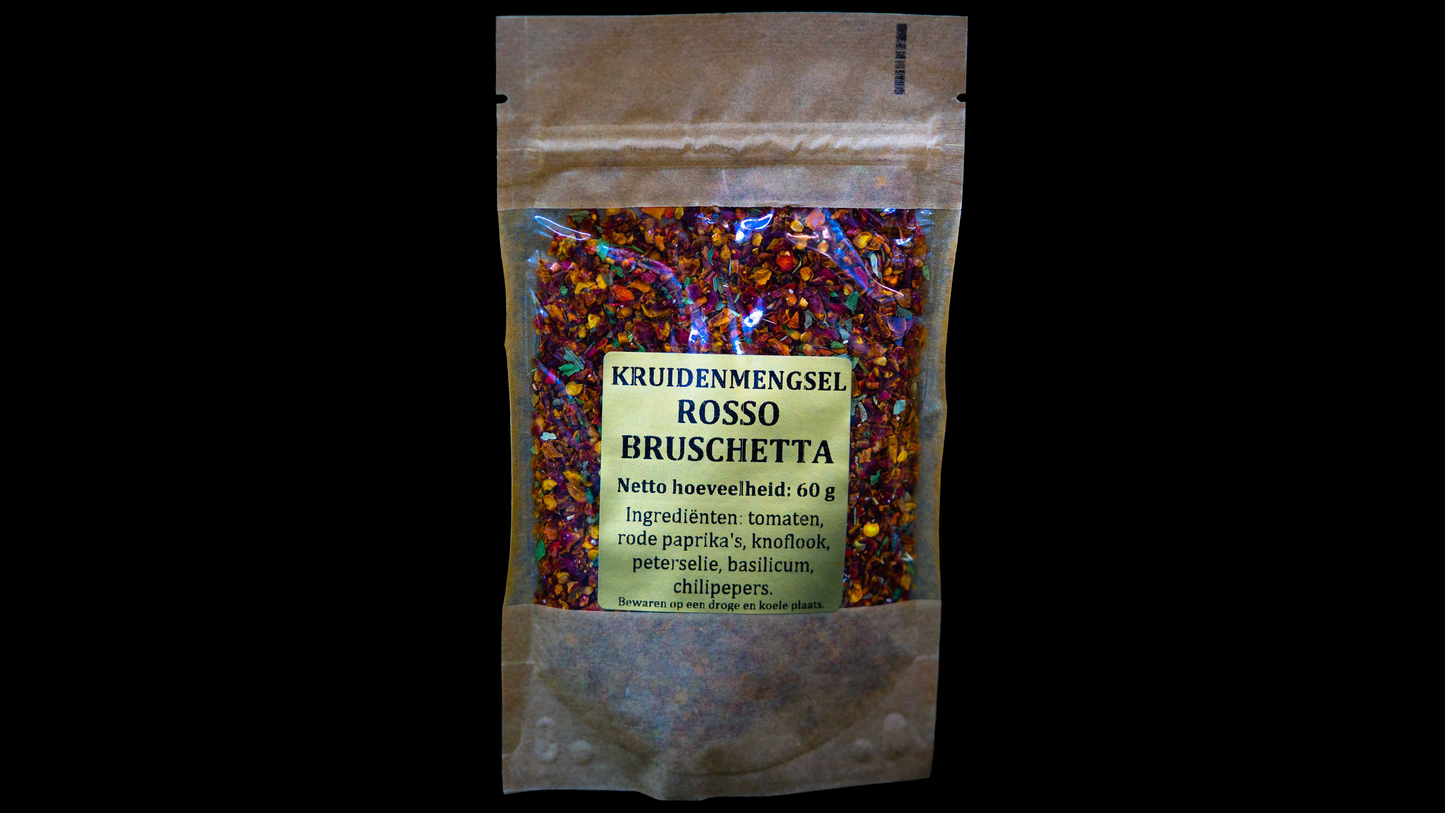 KRUIDENMENGSEL
ROSSO
BRUSCHETTA
Netto hoeveelheid: 60 g
Ingrediënten: tomaten,
rode paprika's, knoflook,
peterselie, basilicum,
chilipepers.
Bewaren op een droge en koele plaats.